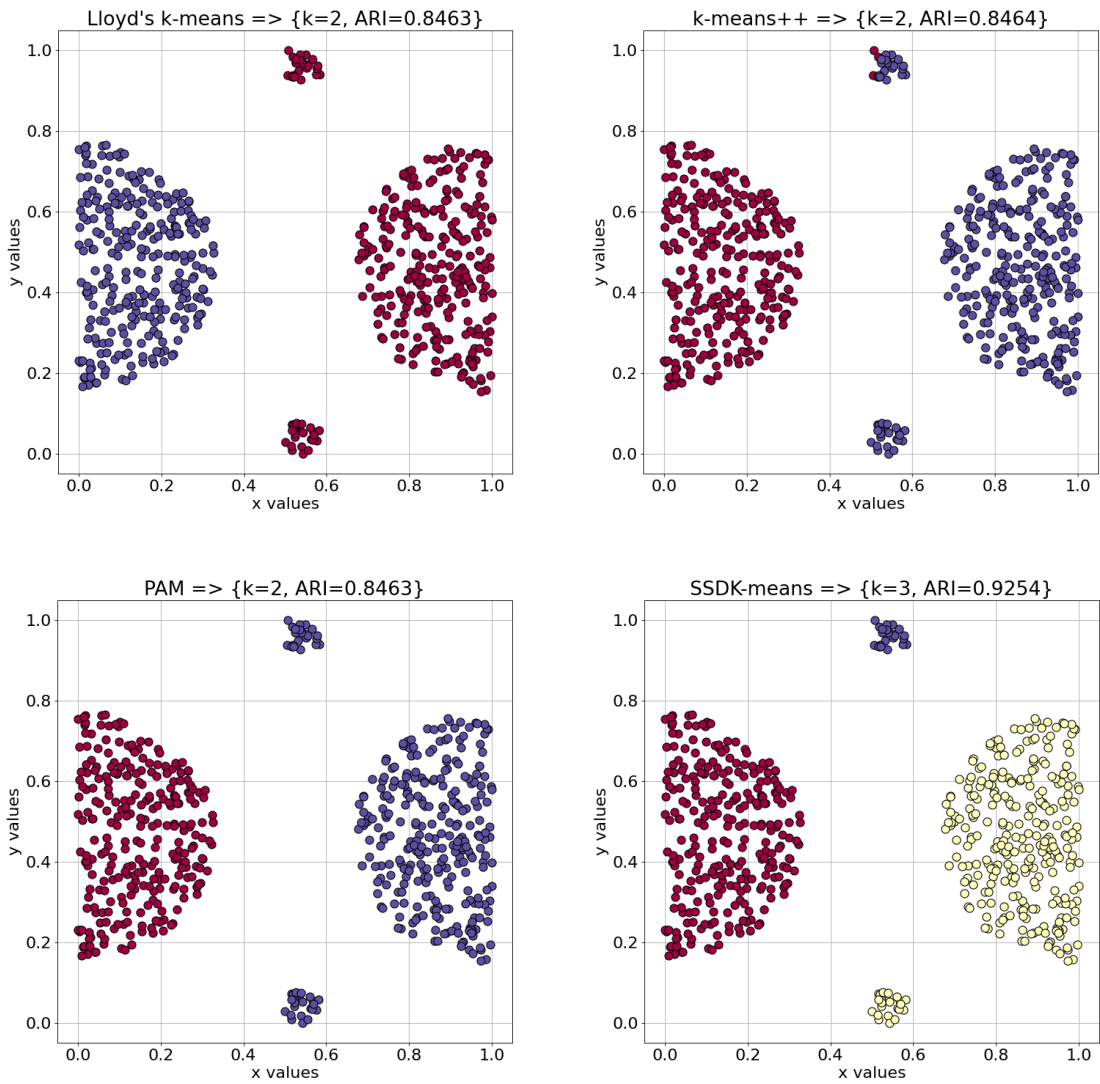 Lloyd's k-means => {k=2, ARI=0.8463}
1.0
0.8
0.6
0.4
0.2
0.0
y values
0.0 0.2 0.4 0.6 0.8 1.0
x values
k-means++ => {k=2, ARI=0.8464}
1.0
0.8
0.6
0.4
0.2
0.0
y values
0.0 0.2 0.4 0.6 0.8 1.0
x values
PAM => {k=2, ARI=0.8463}
1.0
0.8
0.6
0.4
0.2
0.0
y values
0.0 0.2 0.4 0.6 0.8 1.0
x values
SSDK-means => {k=3, ARI=0.9254}
1.0
0.8
0.6
0.4
0.2
0.0
y values
0.0 0.2 0.4 0.6 0.8 1.0
x values